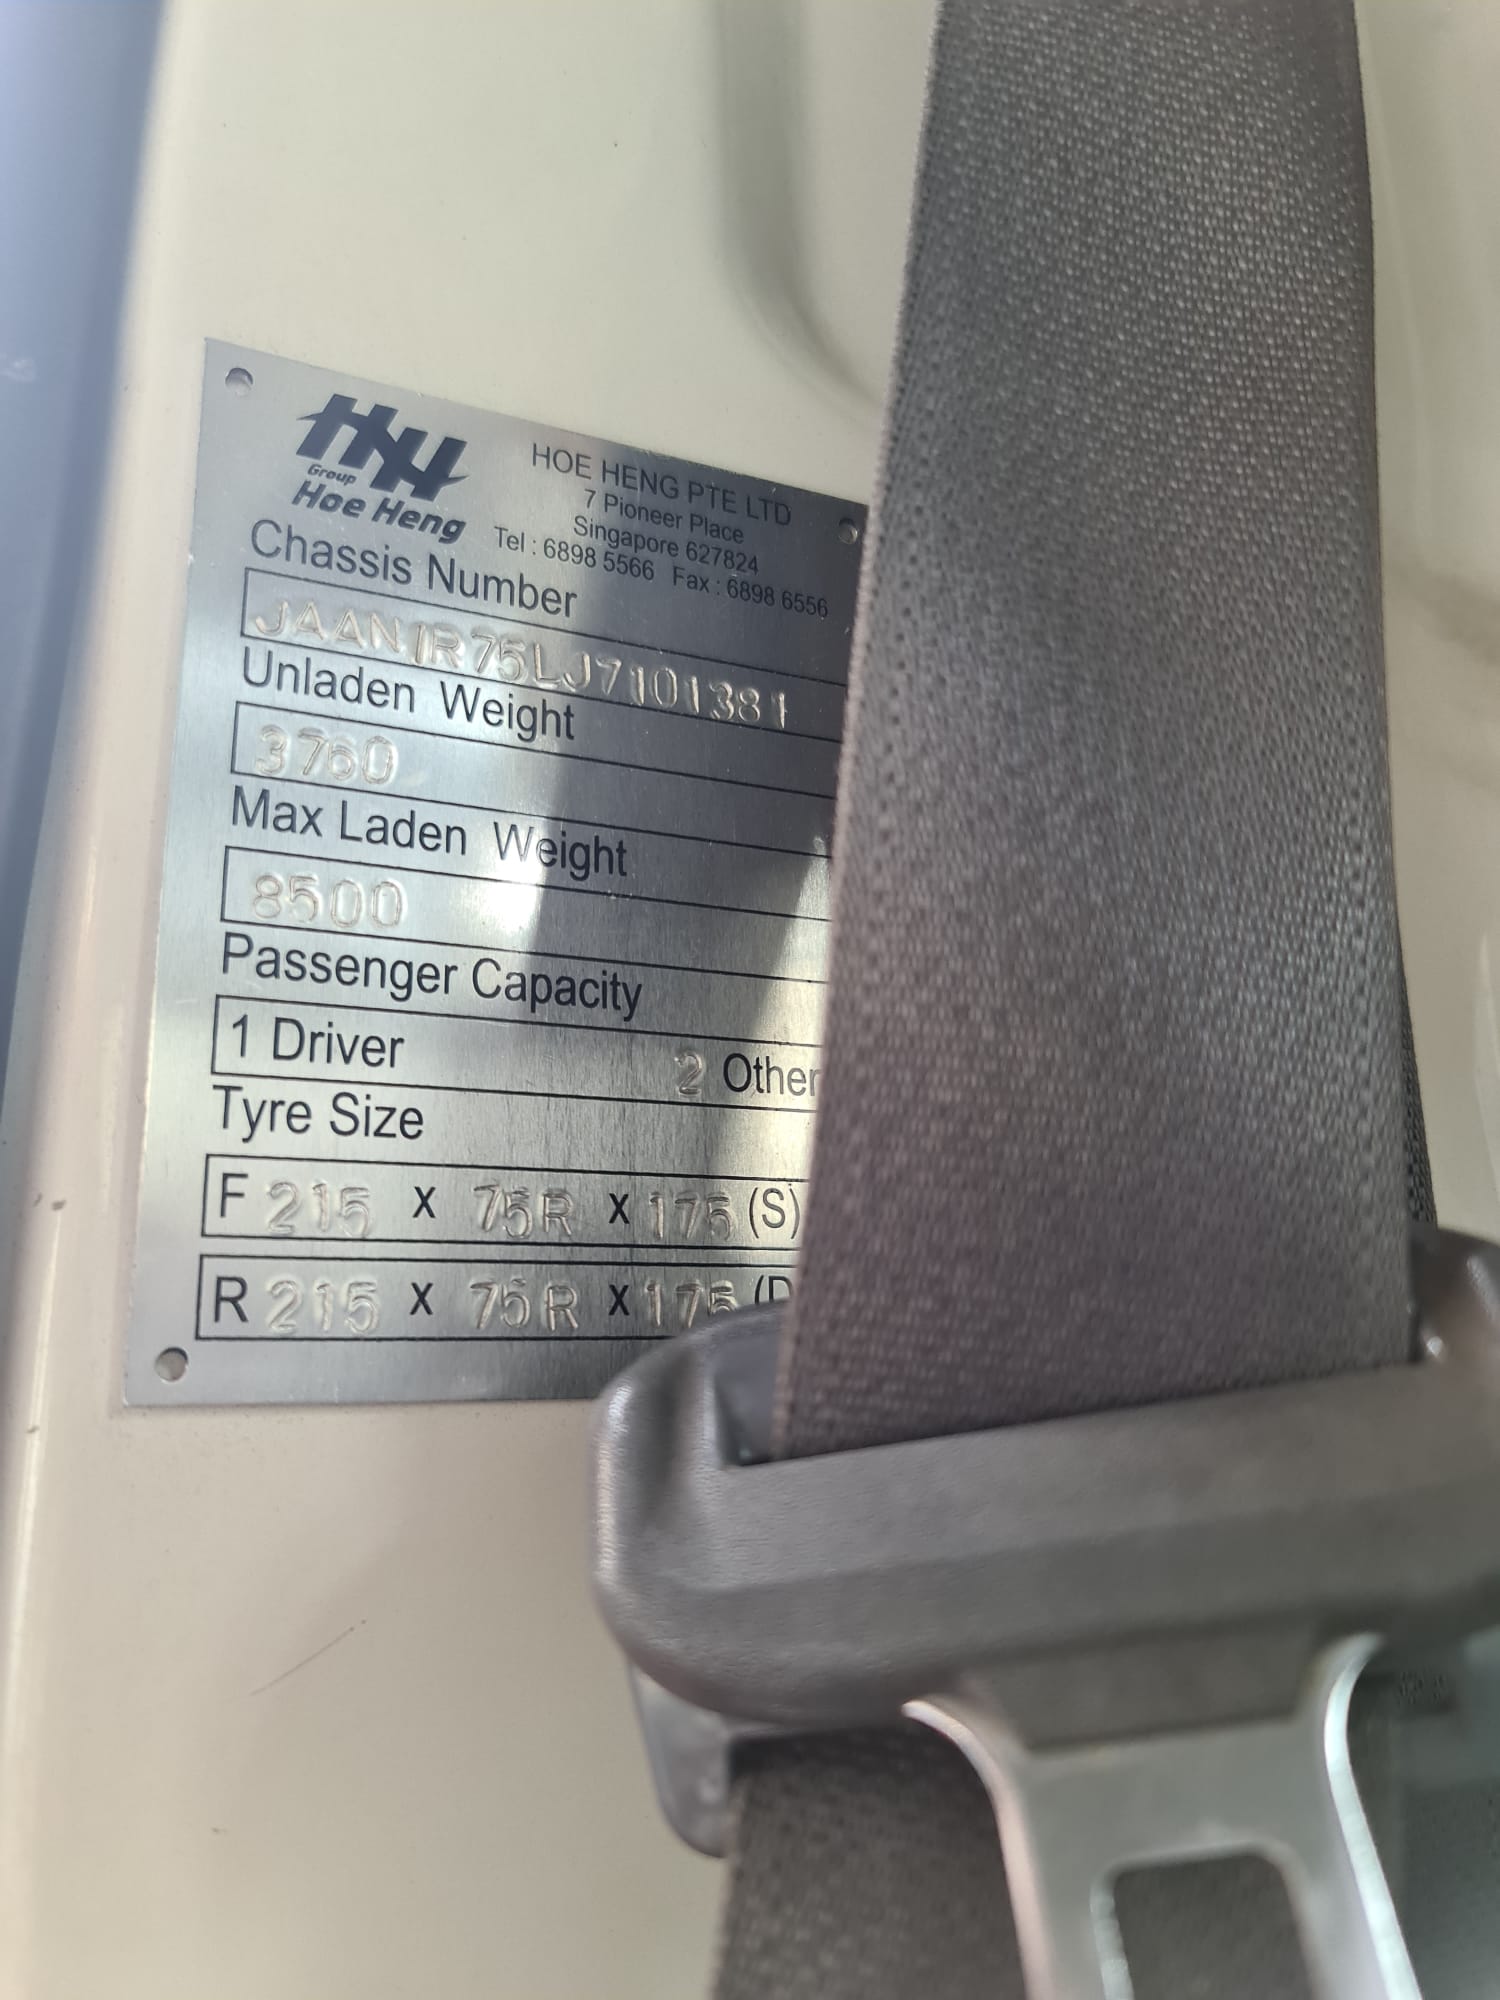 HH
Group
Hoe Heng
HOE HENG PTE LTD
7 Pioneer Place
Singapore 627824
Tel : 6898 5566 Fax : 6898 6556
Chassis Number
JAAN1R75LJ7101381
Unladen Weight
3760
Max Laden Weight
8500
Passenger Capacity
1 Driver 2 Other
Tyre Size
F 215 X 75R X 175 (S)
R 215 X 75R X 175 (D